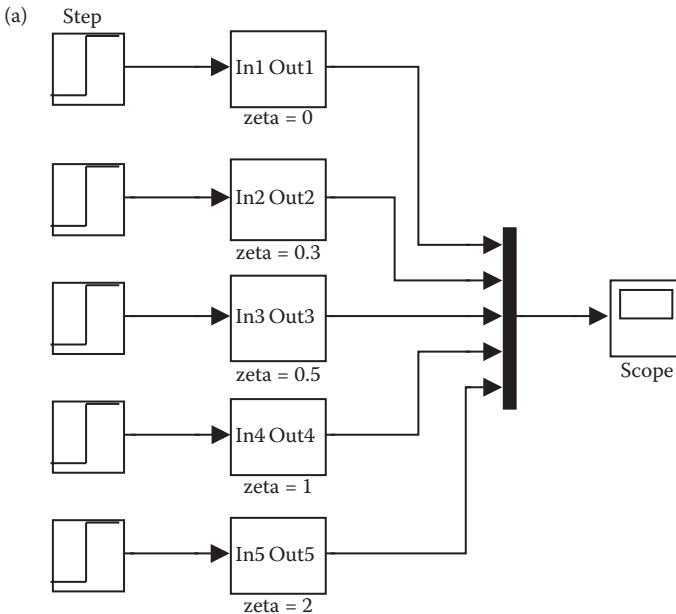 (a)
Step
In1 Out1
zeta = 0
In2 Out2
zeta = 0.3
In3 Out3
zeta = 0.5
Scope
In4 Out4
zeta = 1
In5 Out5
zeta = 2